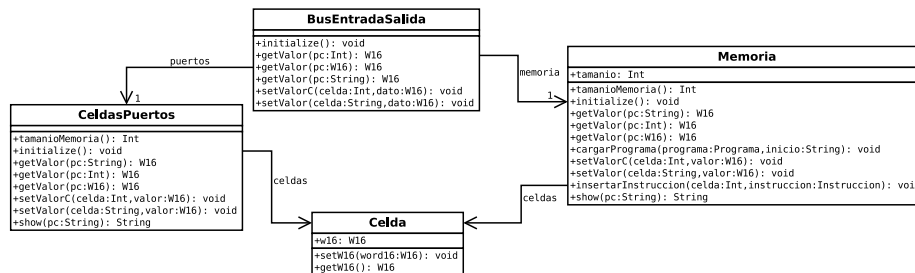 BusEntradaSalida
+initialize(): void
+getValor(pc:Int): W16
+getValor(pc:W16): W16
+getValor(pc:String): W16
+setValorC(celda:Int,dato:W16): void
+setValor(celda:String,dato:W16): void
puertos
1
memoria
1
Memoria
+tamanio: Int
+tamanioMemoria(): Int
+initialize(): void
+getValor(pc:String): W16
+getValor(pc:Int): W16
+getValor(pc:W16): W16
+cargarPrograma(programa:Programa,inicio:String): void
+setValorC(celda:Int,valor:W16): void
+setValor(celda:String,valor:W16): void
+insertarInstruccion(celda:Int,instruccion:Instruccion): voi
+show(pc:String): String
CeldasPuertos
+tamanioMemoria(): Int
+initialize(): void
+getValor(pc:String): W16
+getValor(pc:Int): W16
+getValor(pc:W16): W16
+setValorC(celda:Int,valor:W16): void
+setValor(celda:String,valor:W16): void
+show(pc:String): String
celdas
celdas
Celda
+w16: W16
+setW16(word16:W16): void
+getW16(): W16